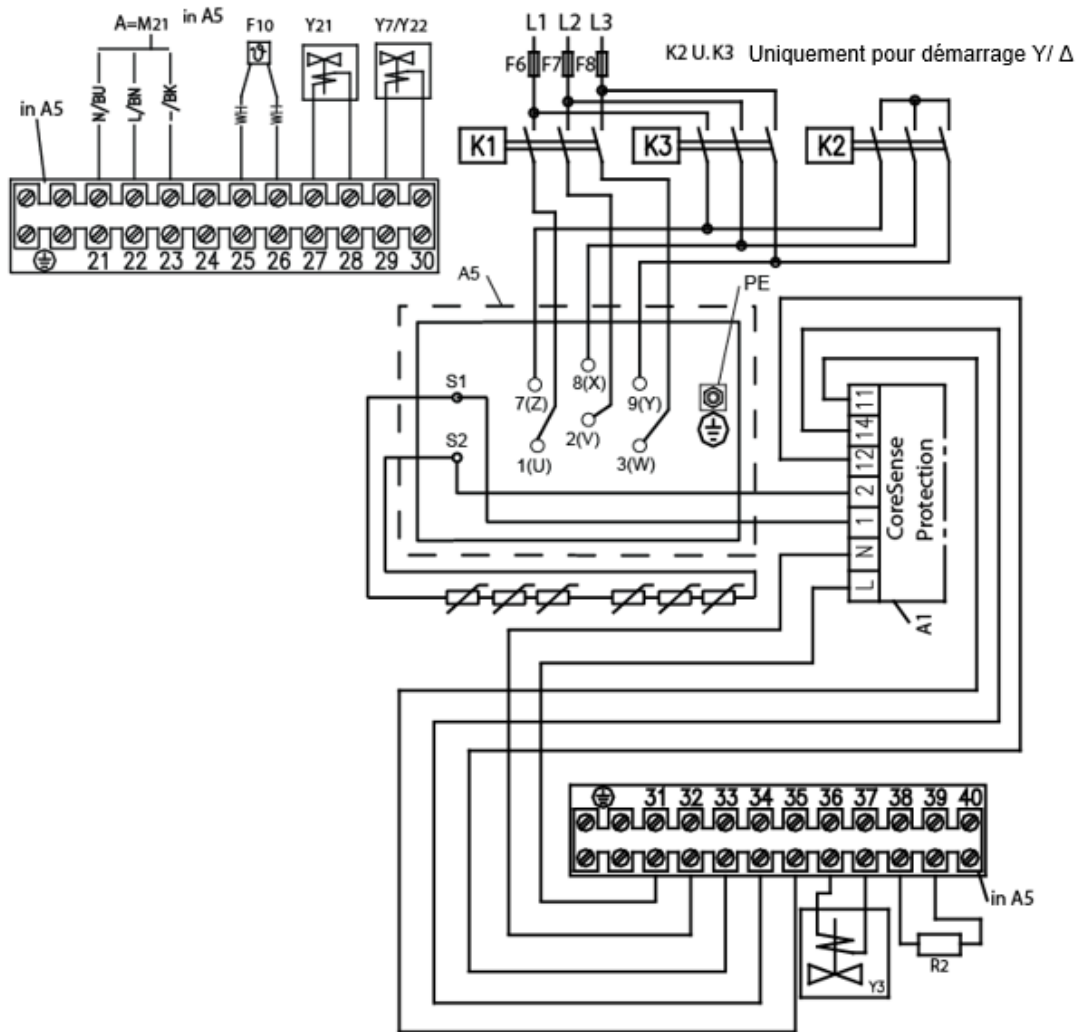 A=M21 in A5 F10 Y21 Y7/Y22
in A5 N/BU L/BN -/BK WH WH
21 22 23 24 25 26 27 28 29 30
L1 L2 L3
F6 F7 F8
K2 U.K3 Uniquement pour démarrage Y/ Δ
K1 K3 K2
A5
PE
S1
S2
7(Z) 8(X) 9(Y)
1(U) 2(V) 3(W)
11
14
12
2
1
N
L
CoreSense
Protection
A1
31 32 33 34 35 36 37 38 39 40
in A5
Y3
R2